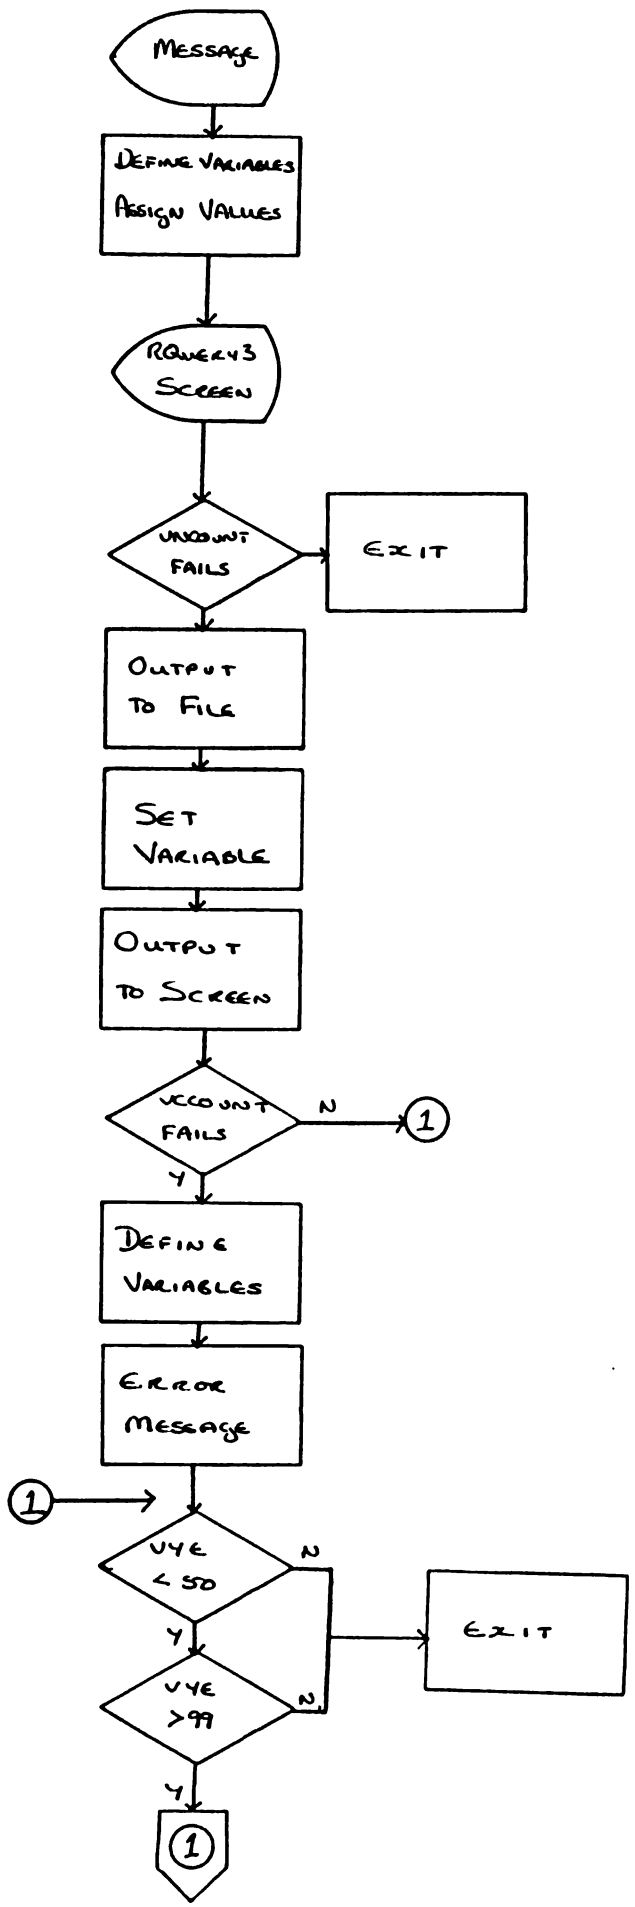 MESSAGE
DEFINE VARIABLES
ASSIGN VALUES
RQUERY3
SCREEN
VNCOUNT
FAILS
EXIT
OUTPUT
TO FILE
SET
VARIABLE
OUTPUT
TO SCREEN
VCCOUNT
FAILS
N
1
Y
DEFINE
VARIABLES
ERROR
MESSAGE
1
VYE
< 50
N
EXIT
Y
VYE
>99
N
Y
1